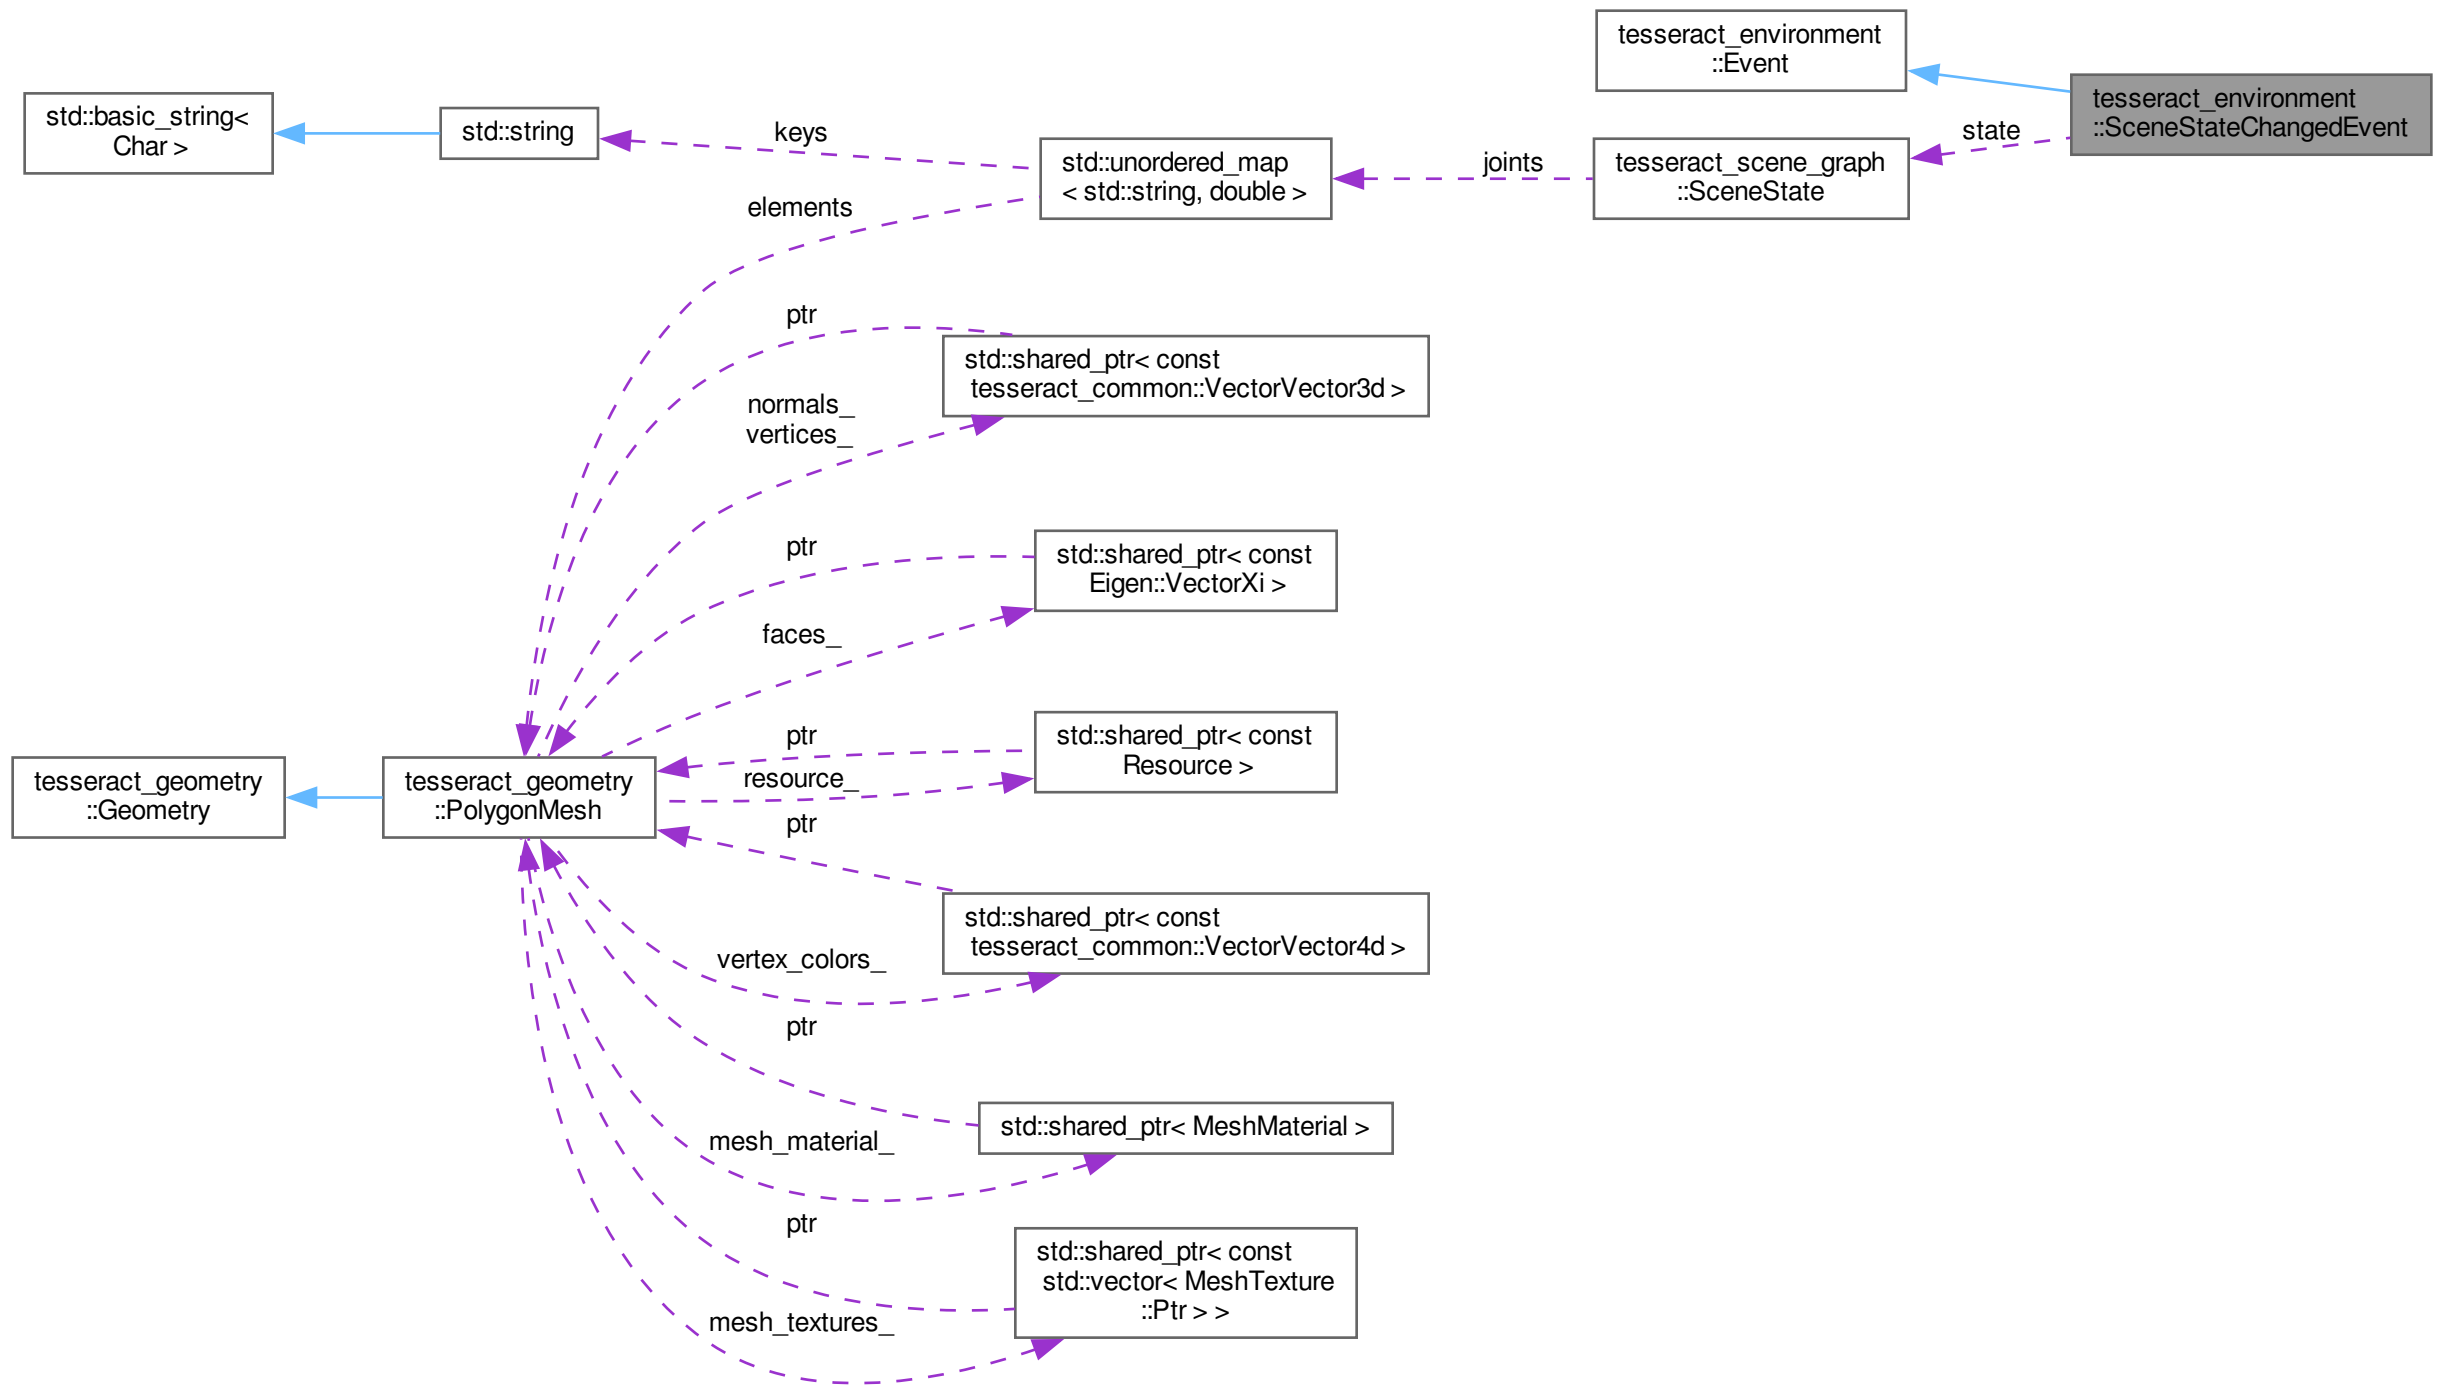 tesseract_environment
::Event
tesseract_environment
::SceneStateChangedEvent
std::basic_string<
Char >
std::string
keys
std::unordered_map
< std::string, double >
joints
tesseract_scene_graph
::SceneState
state
elements
ptr
std::shared_ptr< const
tesseract_common::VectorVector3d >
normals_
vertices_
ptr
std::shared_ptr< const
Eigen::VectorXi >
faces_
ptr
std::shared_ptr< const
Resource >
resource_
tesseract_geometry
::Geometry
tesseract_geometry
::PolygonMesh
ptr
std::shared_ptr< const
tesseract_common::VectorVector4d >
vertex_colors_
ptr
std::shared_ptr< MeshMaterial >
mesh_material_
ptr
std::shared_ptr< const
std::vector< MeshTexture
::Ptr > >
mesh_textures_